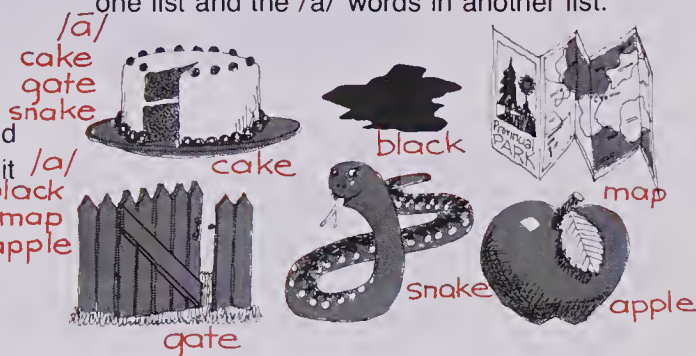 one list and the /a/ words in another list.
/ā/
cake
gate
snake
d
it
/a/
black
map
apple
cake
black
Provincial
PARK
map
gate
snake
apple